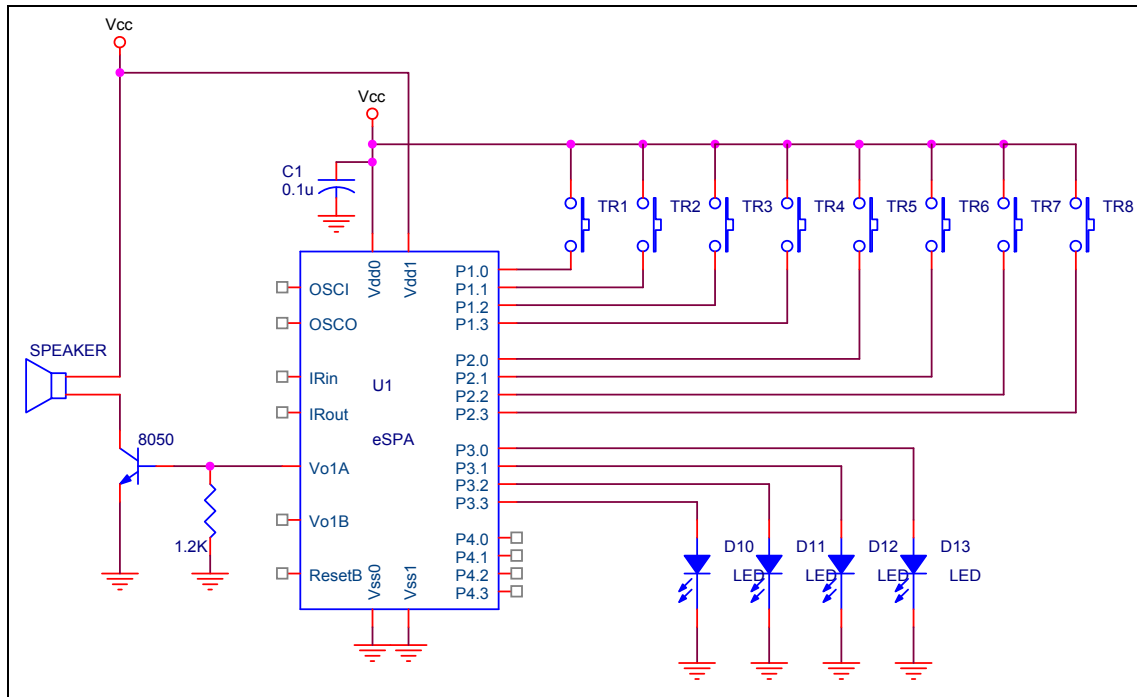 Vcc
Vcc
C1
0.1u
TR1
TR2
TR3
TR4
TR5
TR6
TR7
TR8
SPEAKER
8050
1.2K
Vdd0
Vdd1
OSCI
OSCO
IRin
IRout
Vo1A
Vo1B
ResetB
U1
eSPA
Vss0
Vss1
P1.0
P1.1
P1.2
P1.3
P2.0
P2.1
P2.2
P2.3
P3.0
P3.1
P3.2
P3.3
P4.0
P4.1
P4.2
P4.3
D10
LED
D11
LED
D12
LED
D13
LED